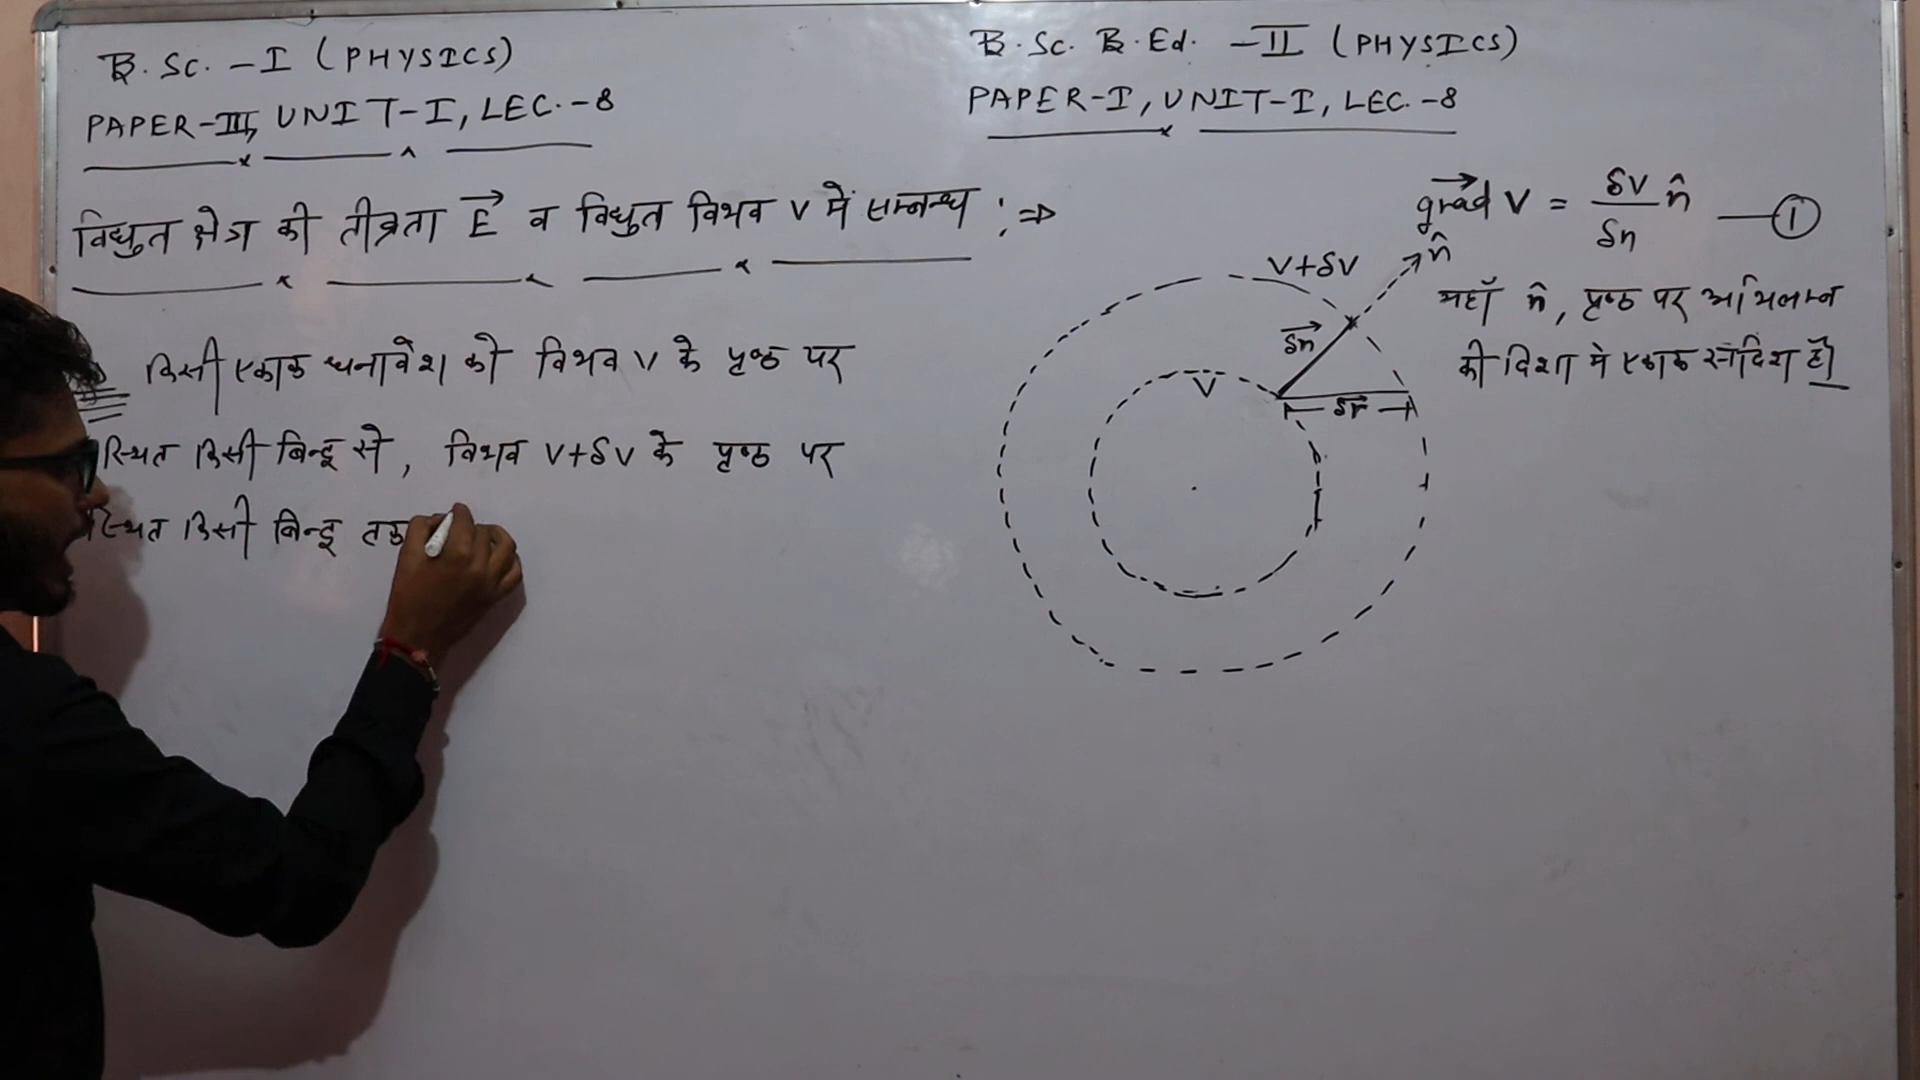 B.Sc. -I (PHYSICS)
PAPER-III, UNIT-I, LEC.-8
B.Sc. B.Ed. -II (PHYSICS)
PAPER-I, UNIT-I, LEC.-8
विद्युत क्षेत्र की तीव्रता E⃗ व विद्युत विभव V में सम्बन्ध :⇒
किसी एकांक धनावेश को विभव V के पृष्ठ पर
स्थित किसी बिन्दू से, विभव V+δV के पृष्ठ पर
स्थित किसी बिन्दू तक
grad⃗ V = δV/δn n̂ —①
यहाँ n̂, पृष्ठ पर अभिलम्ब
की दिशा में एकांक सदिश है।
V+δV
n̂
δn⃗
V
δr⃗